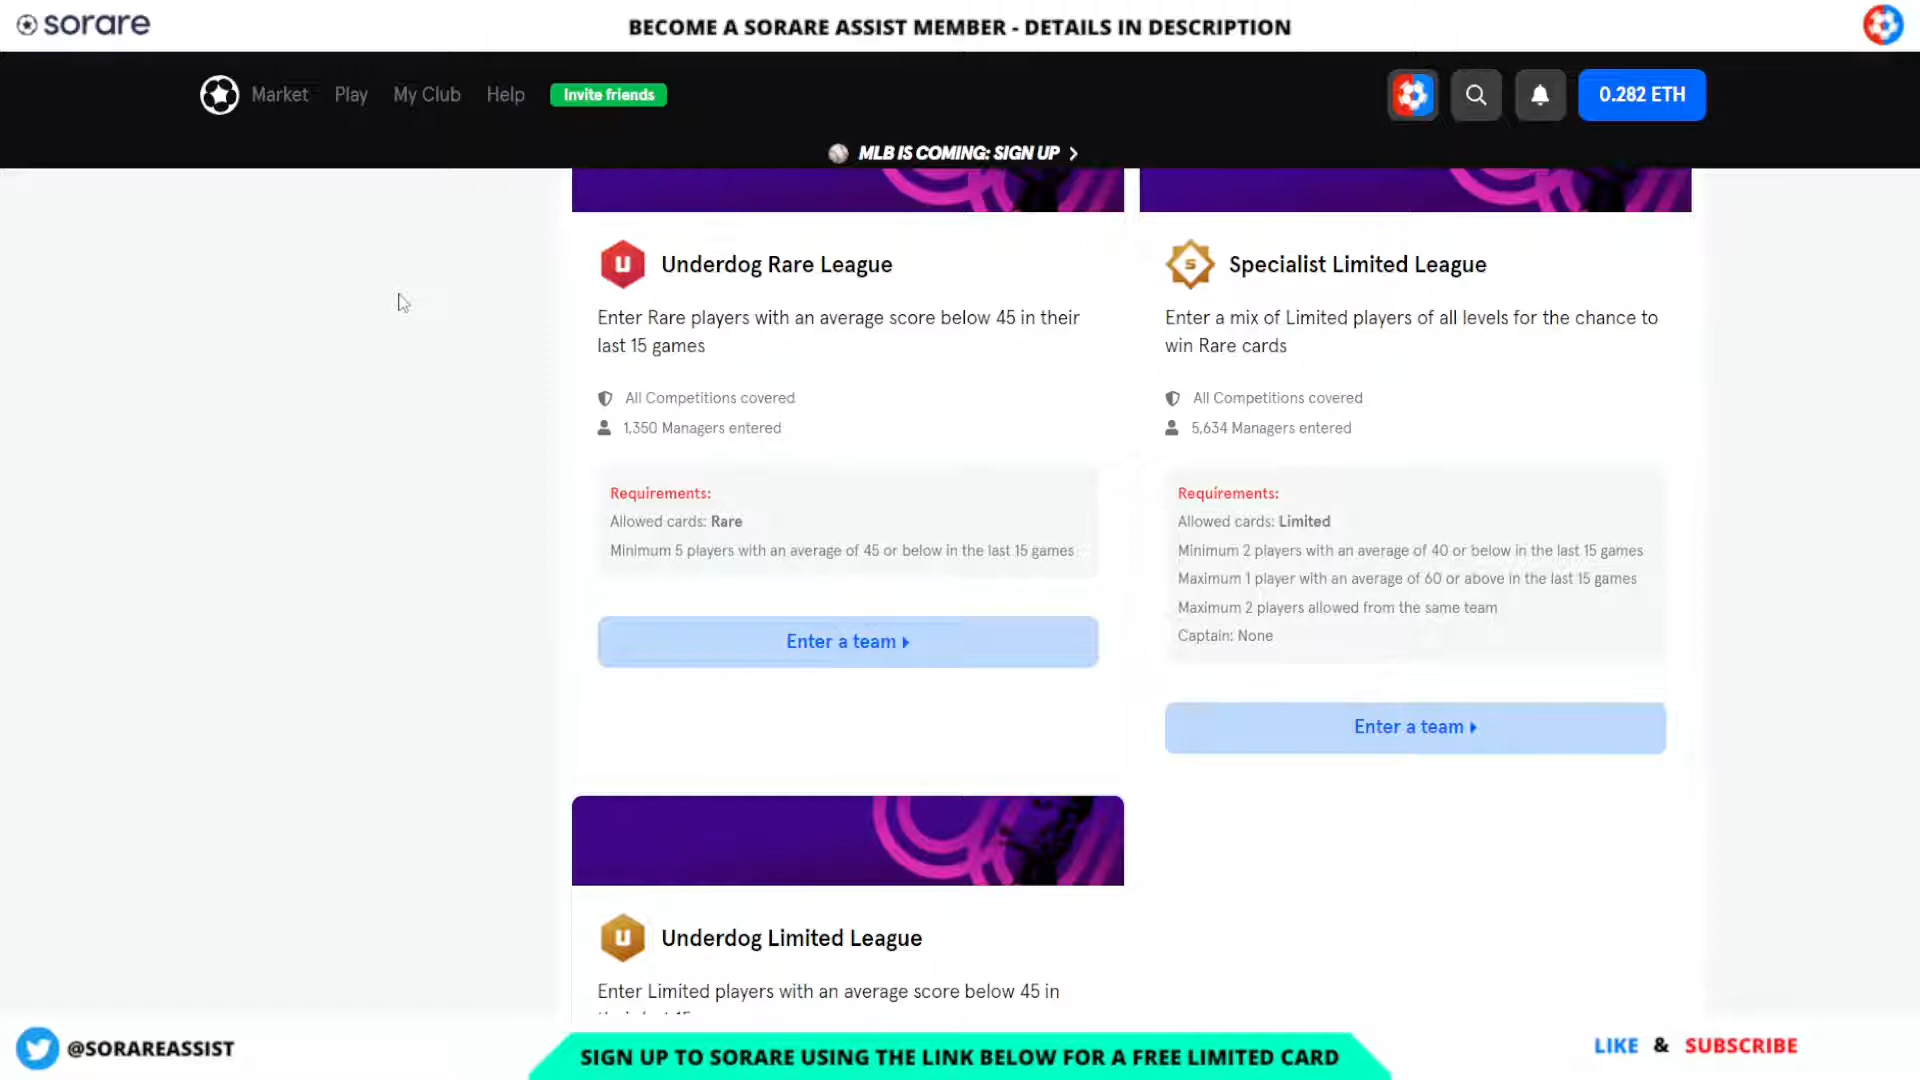 sorare
BECOME A SORARE ASSIST MEMBER - DETAILS IN DESCRIPTION
Market Play My Club Help Invite friends 0.282 ETH
MLB IS COMING: SIGN UP
U Underdog Rare League
Enter Rare players with an average score below 45 in their
last 15 games
All Competitions covered
1,350 Managers entered
Requirements:
Allowed cards: Rare
Minimum 5 players with an average of 45 or below in the last 15 games
Enter a team
S Specialist Limited League
Enter a mix of Limited players of all levels for the chance to
win Rare cards
All Competitions covered
5,634 Managers entered
Requirements:
Allowed cards: Limited
Minimum 2 players with an average of 40 or below in the last 15 games
Maximum 1 player with an average of 60 or above in the last 15 games
Maximum 2 players allowed from the same team
Captain: None
Enter a team
U Underdog Limited League
Enter Limited players with an average score below 45 in
@SORAREASSIST
SIGN UP TO SORARE USING THE LINK BELOW FOR A FREE LIMITED CARD
LIKE & SUBSCRIBE